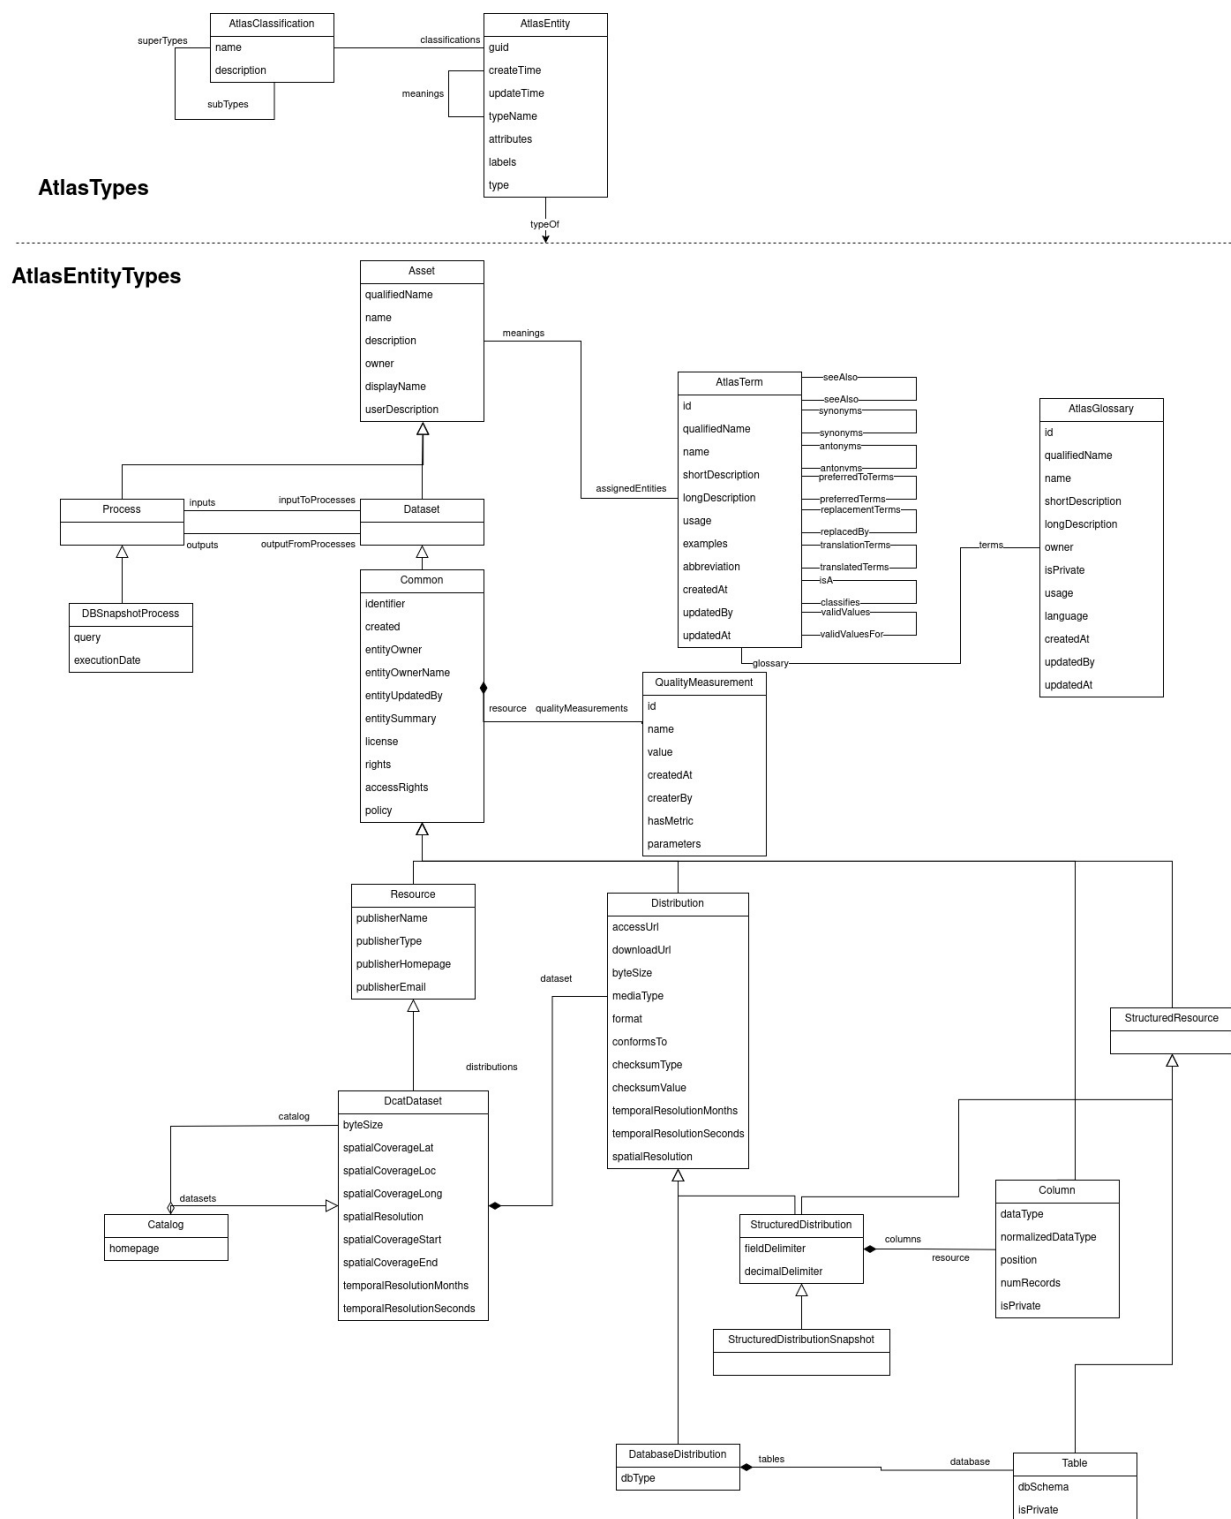 AtlasClassification
name
description
superTypes
subTypes
classifications
AtlasEntity
guid
createTime
updateTime
typeName
attributes
labels
type
meanings
typeOf
AtlasTypes
AtlasEntityTypes
Asset
qualifiedName
name
description
owner
displayName
userDescription
meanings
assignedEntities
AtlasTerm
id
qualifiedName
name
shortDescription
longDescription
usage
examples
abbreviation
createdAt
updatedBy
updatedAt
seeAlso
seeAlso
synonyms
synonyms
antonyms
antonyms
preferredToTerms
preferredTerms
replacementTerms
replacedBy
translationTerms
translatedTerms
isA
classifies
validValues
validValuesFor
glossary
terms
AtlasGlossary
id
qualifiedName
name
shortDescription
longDescription
owner
isPrivate
usage
language
createdAt
updatedBy
updatedAt
Process
inputs
inputToProcesses
outputs
outputFromProcesses
Dataset
DBSnapshotProcess
query
executionDate
Common
identifier
created
entityOwner
entityOwnerName
entityUpdatedBy
entitySummary
license
rights
accessRights
policy
resource
qualityMeasurements
QualityMeasurement
id
name
value
createdAt
createrBy
hasMetric
parameters
Resource
publisherName
publisherType
publisherHomepage
publisherEmail
Distribution
accessUrl
downloadUrl
byteSize
mediaType
format
conformsTo
checksumType
checksumValue
temporalResolutionMonths
temporalResolutionSeconds
spatialResolution
dataset
distributions
StructuredResource
DcatDataset
byteSize
spatialCoverageLat
spatialCoverageLoc
spatialCoverageLong
spatialResolution
spatialCoverageStart
spatialCoverageEnd
temporalResolutionMonths
temporalResolutionSeconds
catalog
datasets
Catalog
homepage
StructuredDistribution
fieldDelimiter
decimalDelimiter
columns
resource
Column
dataType
normalizedDataType
position
numRecords
isPrivate
StructuredDistributionSnapshot
DatabaseDistribution
dbType
tables
database
Table
dbSchema
isPrivate